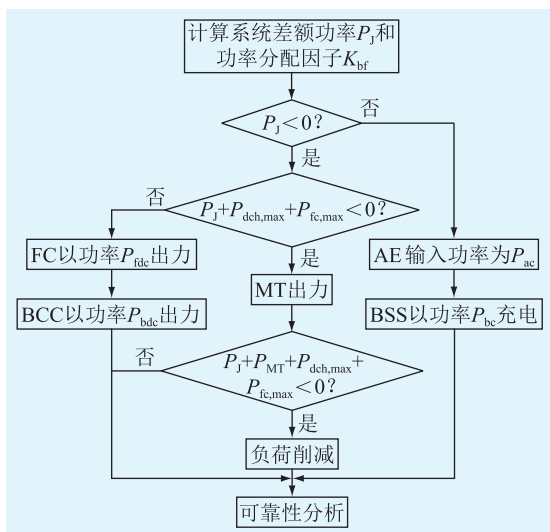 计算系统差额功率P_J和
功率分配因子K_bf
P_J<0?
否
是
P_J+P_dch,max+P_fc,max<0?
否
是
FC以功率P_fdc出力
MT出力
AE输入功率为P_ac
BCC以功率P_bdc出力
BSS以功率P_bc充电
否
P_J+P_MT+P_dch,max+
P_fc,max<0?
是
负荷削减
可靠性分析